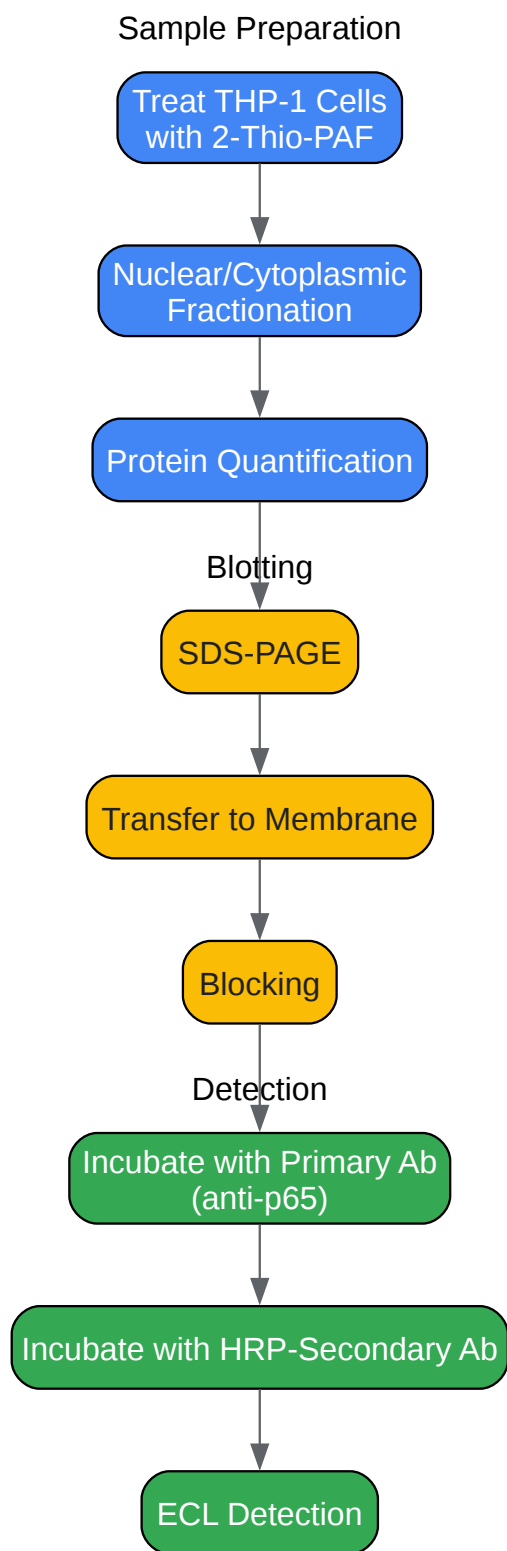 Sample Preparation
Treat THP-1 Cells
with 2-Thio-PAF
Nuclear/Cytoplasmic
Fractionation
Protein Quantification
Blotting
SDS-PAGE
Transfer to Membrane
Blocking
Detection
Incubate with Primary Ab
(anti-p65)
Incubate with HRP-Secondary Ab
ECL Detection